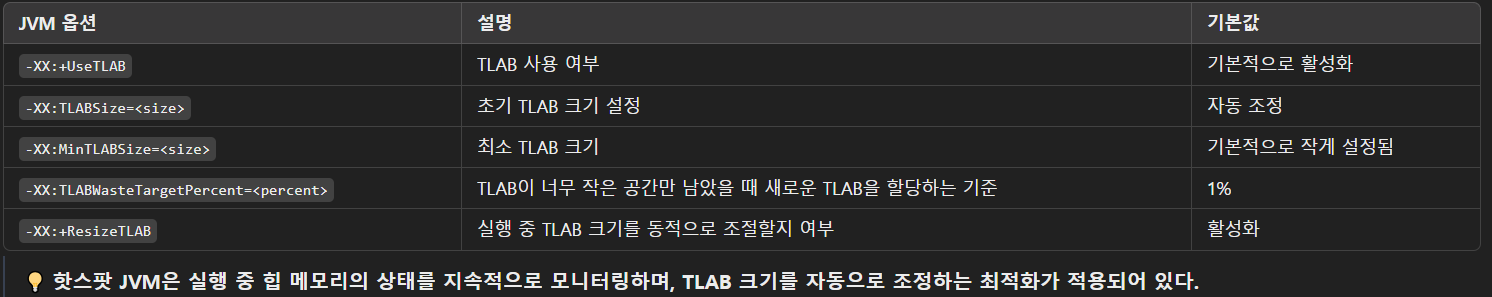 JVM 옵션 설명 기본값
-XX:+UseTLAB TLAB 사용 여부 기본적으로 활성화
-XX:TLABSize=<size> 초기 TLAB 크기 설정 자동 조정
-XX:MinTLABSize=<size> 최소 TLAB 크기 기본적으로 작게 설정됨
-XX:TLABWasteTargetPercent=<percent> TLAB이 너무 작은 공간만 남았을 때 새로운 TLAB을 할당하는 기준 1%
-XX:+ResizeTLAB 실행 중 TLAB 크기를 동적으로 조절할지 여부 활성화
💡 핫스팟 JVM은 실행 중 힙 메모리의 상태를 지속적으로 모니터링하며, TLAB 크기를 자동으로 조정하는 최적화가 적용되어 있다.